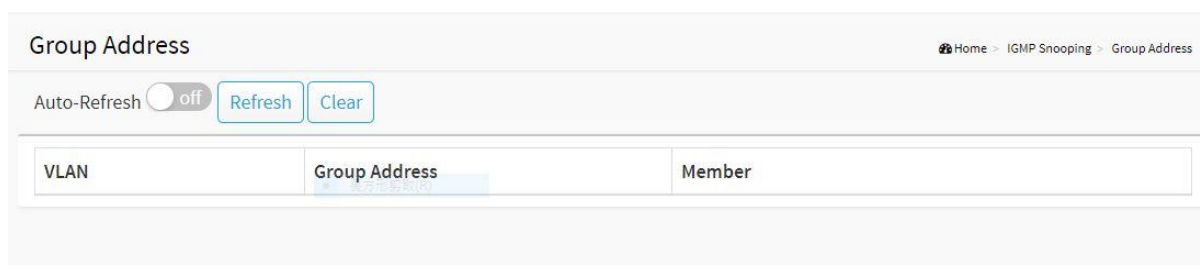 Group Address
Home > IGMP Snooping > Group Address
Auto-Refresh off Refresh Clear
VLAN Group Address Member